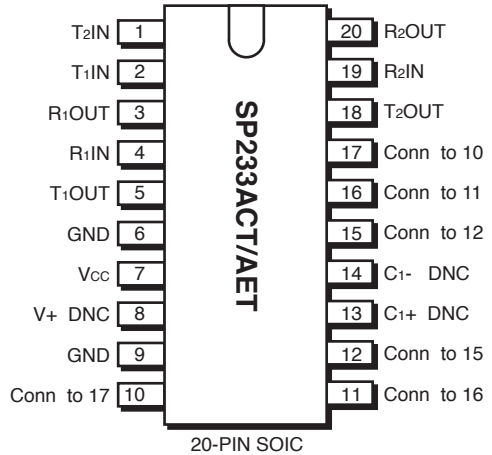 T2IN 1
T1IN 2
R1OUT 3
R1IN 4
T1OUT 5
GND 6
VCC 7
V+ DNC 8
GND 9
Conn to 17 10
SP233ACT/AET
20 R2OUT
19 R2IN
18 T2OUT
17 Conn to 10
16 Conn to 11
15 Conn to 12
14 C1- DNC
13 C1+ DNC
12 Conn to 15
11 Conn to 16
20-PIN SOIC